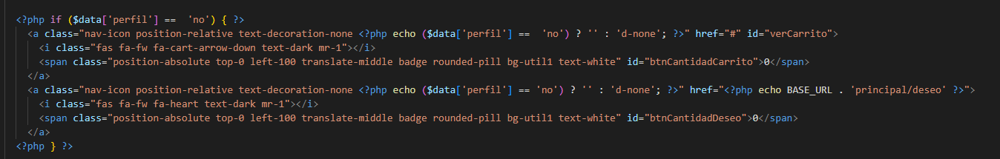 <?php if ($data['perfil'] ==  'no') { ?>
<a class="nav-icon position-relative text-decoration-none <?php echo ($data['perfil'] ==  'no') ? '' : 'd-none'; ?>" href="#" id="verCarrito">
<i class="fas fa-fw fa-cart-arrow-down text-dark mr-1"></i>
<span class="position-absolute top-0 left-100 translate-middle badge rounded-pill bg-util1 text-white" id="btnCantidadCarrito">0</span>
</a>
<a class="nav-icon position-relative text-decoration-none <?php echo ($data['perfil'] == 'no') ? '' : 'd-none'; ?>" href="<?php echo BASE_URL . 'principal/deseo' ?>">
<i class="fas fa-fw fa-heart text-dark mr-1"></i>
<span class="position-absolute top-0 left-100 translate-middle badge rounded-pill bg-util1 text-white" id="btnCantidadDeseo">0</span>
</a>
<?php } ?>